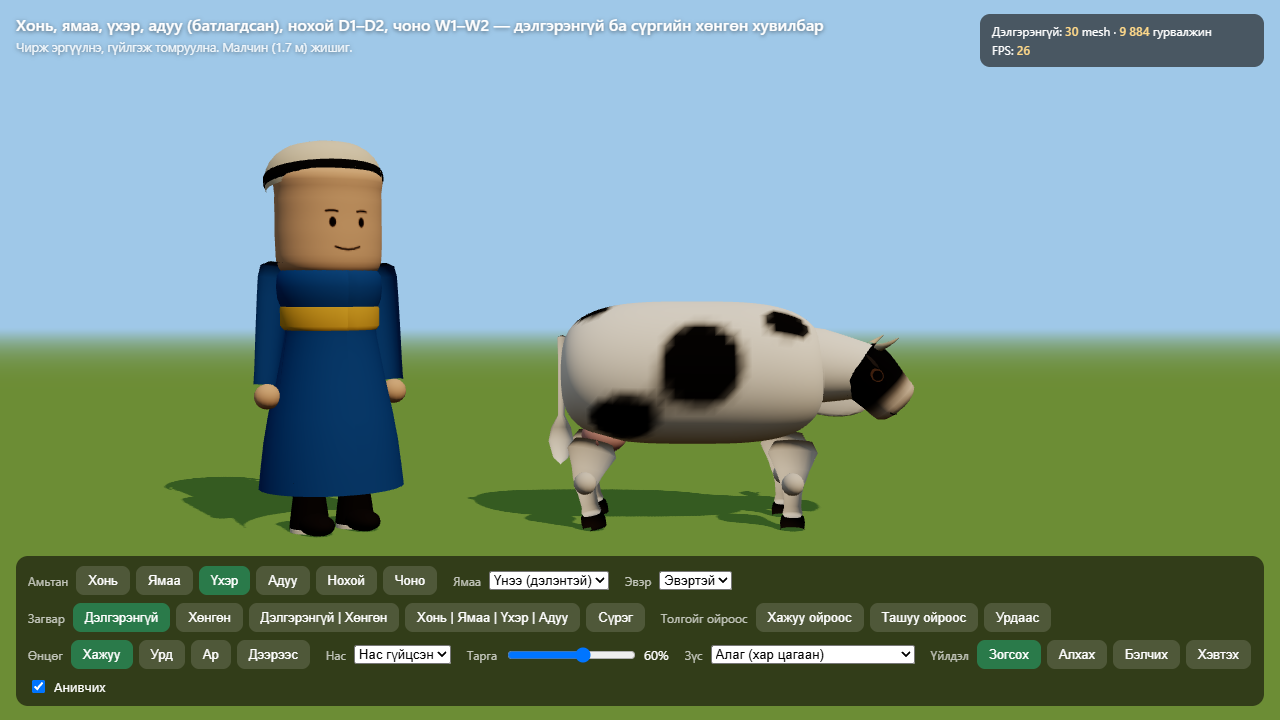 Хонь, ямаа, үхэр, адуу (батлагдсан), нохой D1–D2, чоно W1–W2 — дэлгэрэнгүй ба сүргийн хөнгөн хувилбар
Чирж эргүүлнэ, гүйлгэж томруулна. Малчин (1.7 м) жишиг.
Дэлгэрэнгүй: 30 mesh · 9 884 гурвалжин
FPS: 26
Амьтан Хонь Ямаа Үхэр Адуу Нохой Чоно Ямаа Үнээ (дэлэнтэй) Эвэр Эвэртэй
Загвар Дэлгэрэнгүй Хөнгөн Дэлгэрэнгүй | Хөнгөн Хонь | Ямаа | Үхэр | Адуу Сүрэг Толгойг ойроос Хажуу ойроос Ташуу ойроос Урдаас
Өнцөг Хажуу Урд Ар Дээрээс Нас Нас гүйцсэн Тарга 60% Зүс Алаг (хар цагаан) Үйлдэл Зогсох Алхах Бэлчих Хэвтэх
Анивчих